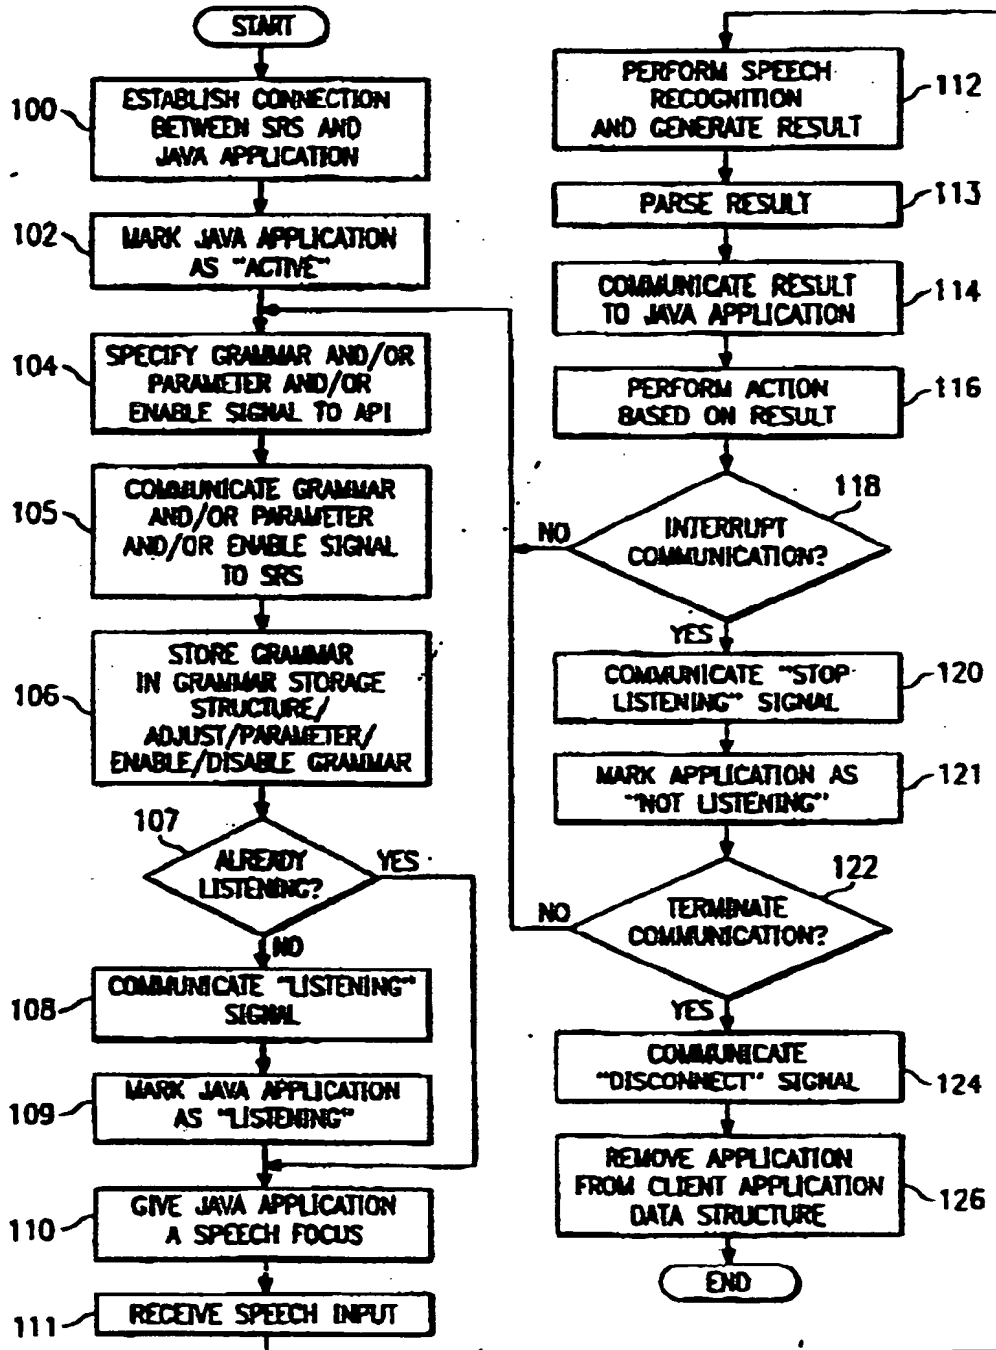 START
100
ESTABLISH CONNECTION
BETWEEN SRS AND
JAVA APPLICATION
102
MARK JAVA APPLICATION
AS "ACTIVE"
104
SPECIFY GRAMMAR AND/OR
PARAMETER AND/OR
ENABLE SIGNAL TO API
105
COMMUNICATE GRAMMAR
AND/OR PARAMETER
AND/OR ENABLE SIGNAL
TO SRS
106
STORE GRAMMAR
IN GRAMMAR STORAGE
STRUCTURE/
ADJUST/PARAMETER/
ENABLE/DISABLE GRAMMAR
107
ALREADY
LISTENING?
YES
NO
108
COMMUNICATE "LISTENING"
SIGNAL
109
MARK JAVA APPLICATION
AS "LISTENING"
110
GIVE JAVA APPLICATION
A SPEECH FOCUS
111
RECEIVE SPEECH INPUT
PERFORM SPEECH
RECOGNITION
AND GENERATE RESULT
112
PARSE RESULT
113
COMMUNICATE RESULT
TO JAVA APPLICATION
114
PERFORM ACTION
BASED ON RESULT
116
118
INTERRUPT
COMMUNICATION?
NO
YES
COMMUNICATE "STOP
LISTENING" SIGNAL
120
MARK APPLICATION AS
"NOT LISTENING"
121
122
TERMINATE
COMMUNICATION?
NO
YES
COMMUNICATE
"DISCONNECT" SIGNAL
124
REMOVE APPLICATION
FROM CLIENT APPLICATION
DATA STRUCTURE
126
END